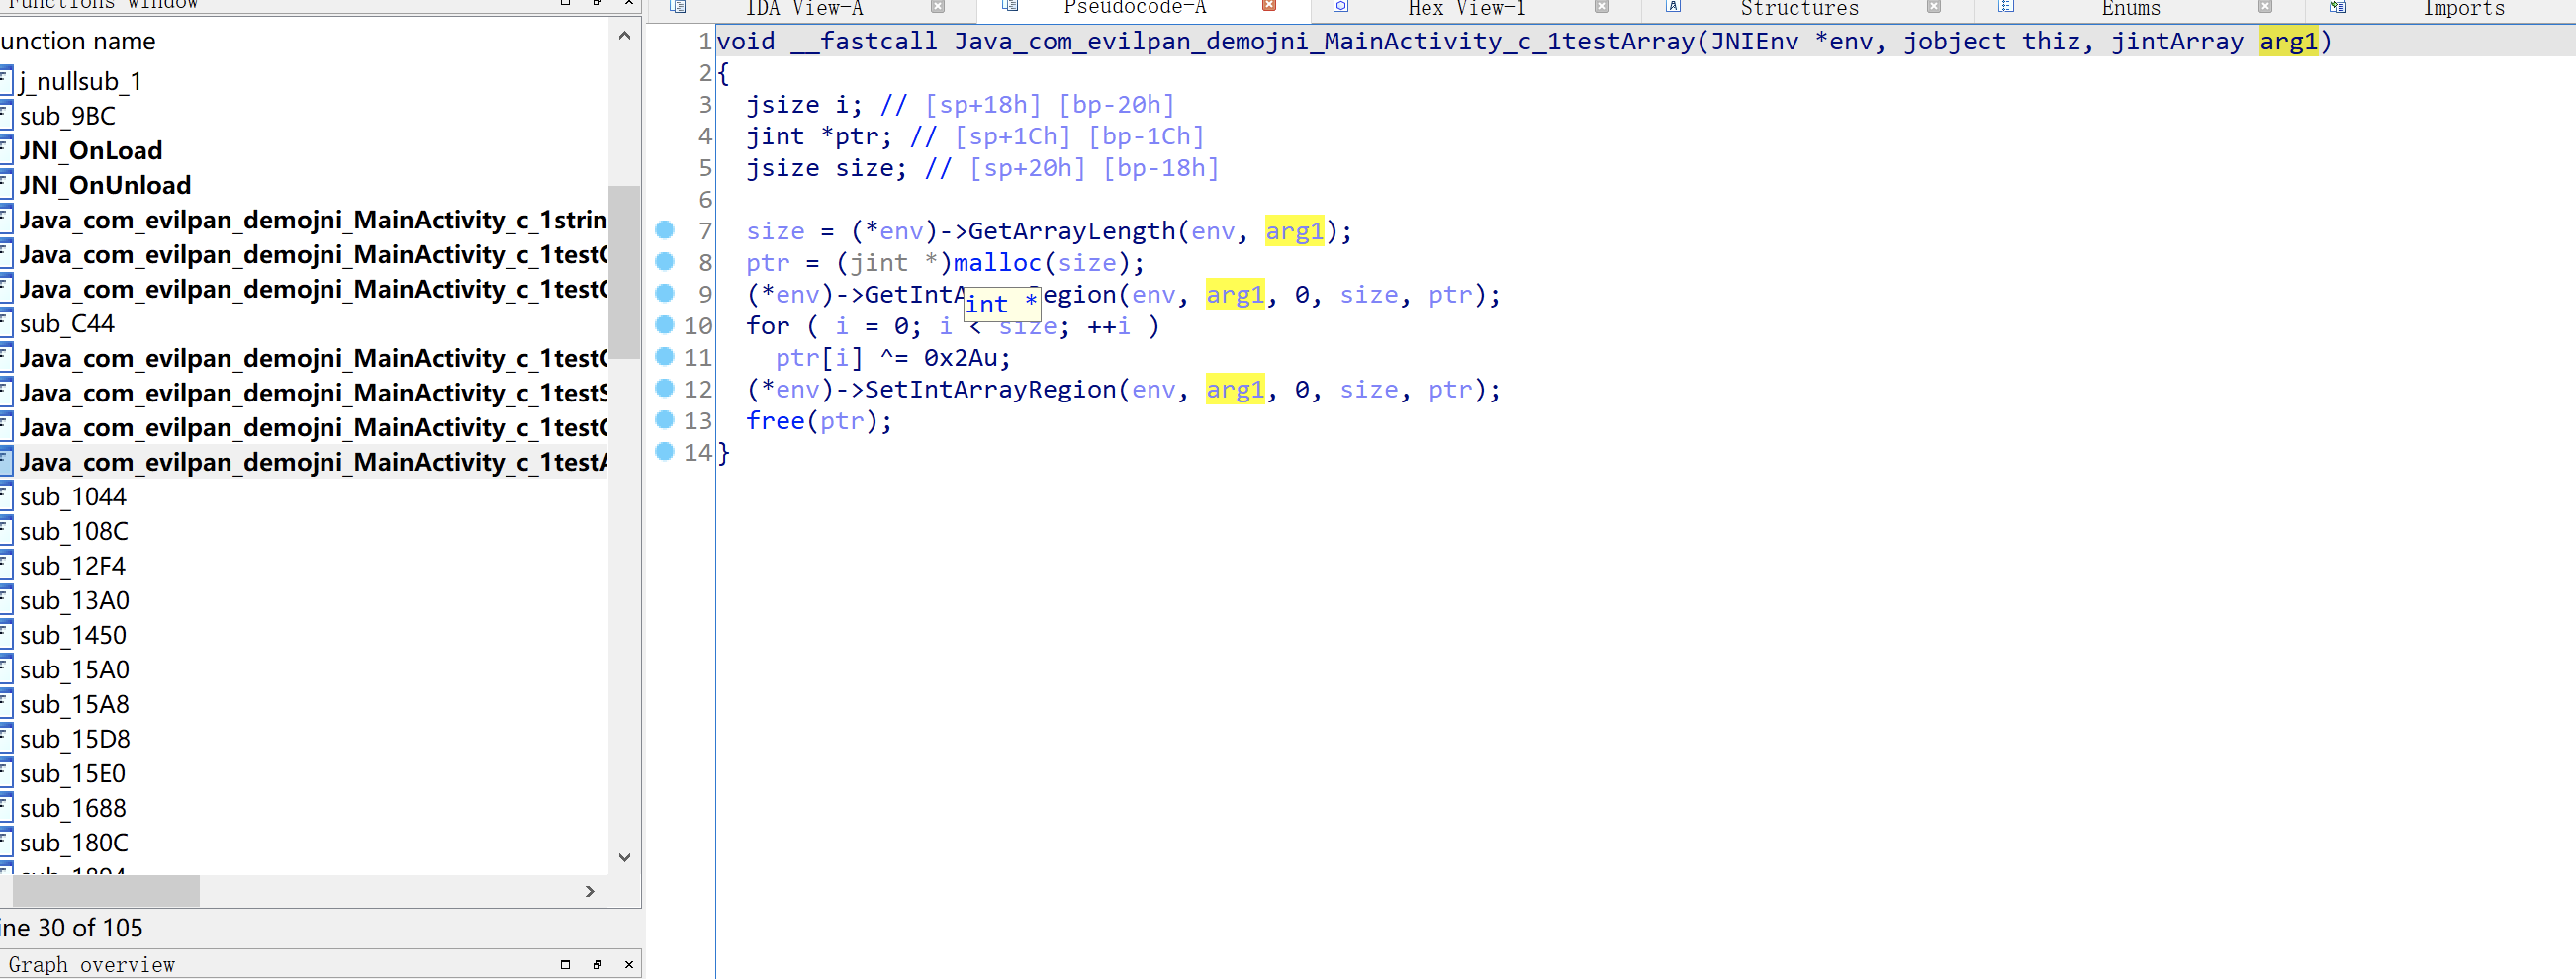 Functions window
unction name
j_nullsub_1
sub_9BC
JNI_OnLoad
JNI_OnUnload
Java_com_evilpan_demojni_MainActivity_c_1strin
Java_com_evilpan_demojni_MainActivity_c_1test
Java_com_evilpan_demojni_MainActivity_c_1test
sub_C44
Java_com_evilpan_demojni_MainActivity_c_1test
Java_com_evilpan_demojni_MainActivity_c_1testS
Java_com_evilpan_demojni_MainActivity_c_1test
Java_com_evilpan_demojni_MainActivity_c_1testA
sub_1044
sub_108C
sub_12F4
sub_13A0
sub_1450
sub_15A0
sub_15A8
sub_15D8
sub_15E0
sub_1688
sub_180C
ine 30 of 105
Graph overview
IDA View-A
Pseudocode-A
Hex View-1
Structures
Enums
Imports
1 void __fastcall Java_com_evilpan_demojni_MainActivity_c_1testArray(JNIEnv *env, jobject thiz, jintArray arg1)
2 {
3 jsize i; // [sp+18h] [bp-20h]
4 jint *ptr; // [sp+1Ch] [bp-1Ch]
5 jsize size; // [sp+20h] [bp-18h]
6
7 size = (*env)->GetArrayLength(env, arg1);
8 ptr = (jint *)malloc(size);
9 (*env)->GetIntA Region(env, arg1, 0, size, ptr);
int *
10 for ( i = 0; i < size; ++i )
11 ptr[i] ^= 0x2Au;
12 (*env)->SetIntArrayRegion(env, arg1, 0, size, ptr);
13 free(ptr);
14 }